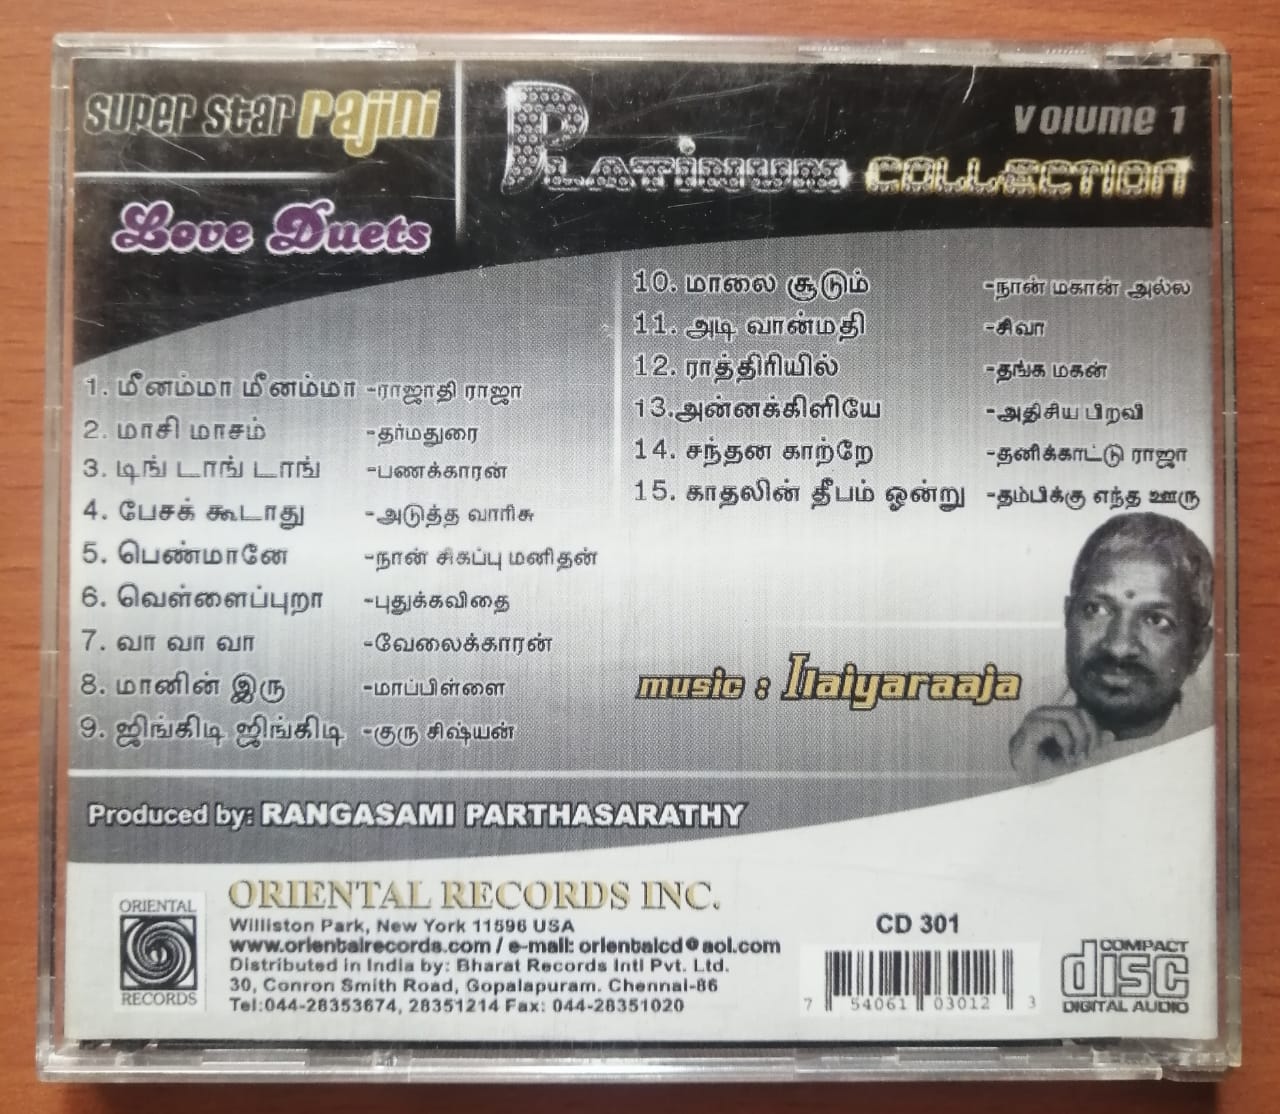 super star rajini
Love Duets
Platinum Collection
Volume 1
1. மீனம்மா மீனம்மா -ராஜாதி ராஜா
2. மாசி மாசம் -தர்மதுரை
3. டிங் டாங் டாங் -பணக்காரன்
4. பேசக் கூடாது -அடுத்த வாரிசு
5. பெண்மானே -நான் சிகப்பு மனிதன்
6. வெள்ளைப்புறா -புதுக்கவிதை
7. வா வா வா -வேலைக்காரன்
8. மானின் இரு -மாப்பிள்ளை
9. ஜிங்கிடி ஜிங்கிடி -குரு சிஷ்யன்
10. மாலை சூடும் -நான் மகான் அல்ல
11. அடி வான்மதி -சிவா
12. ராத்திரியில் -தங்க மகன்
13.அன்னக்கிளியே -அதிசிய பிறவி
14. சந்தன காற்றே -தனிக்காட்டு ராஜா
15. காதலின் தீபம் ஒன்று -தம்பிக்கு எந்த ஊரு
music : Ilaiyaraaja
Produced by: RANGASAMI PARTHASARATHY
ORIENTAL
RECORDS
ORIENTAL RECORDS INC.
Williston Park, New York 11596 USA
www.orientalrecords.com / e-mail: orientalcd@aol.com
Distributed in India by: Bharat Records Intl Pvt. Ltd.
30, Conron Smith Road, Gopalapuram. Chennai-86
Tel:044-28353674, 28351214 Fax: 044-28351020
CD 301
7 54061 03012 3
COMPACT
disc
DIGITAL AUDIO